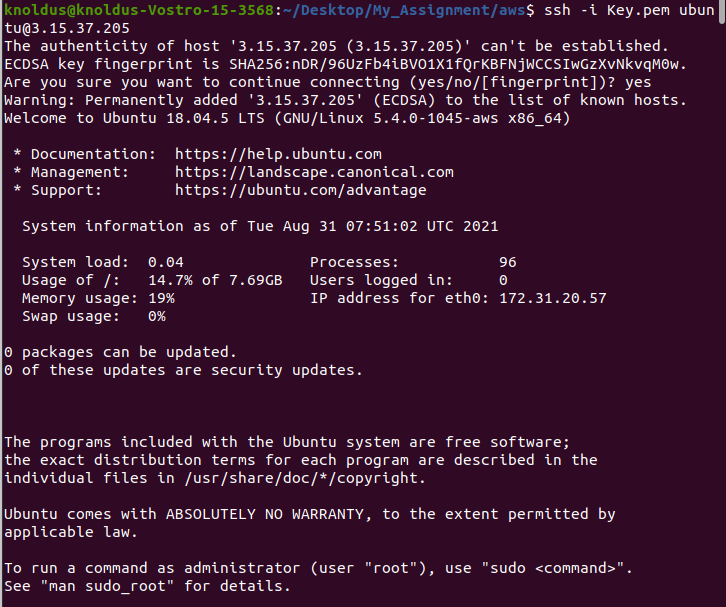 knoldus@knoldus-Vostro-15-3568:~/Desktop/My_Assignment/aws$ ssh -i Key.pem ubun
tu@3.15.37.205
The authenticity of host '3.15.37.205 (3.15.37.205)' can't be established.
ECDSA key fingerprint is SHA256:nDR/96UzFb4iBVO1X1fQrKBFNjWCCSIwGzXvNkvqM0w.
Are you sure you want to continue connecting (yes/no/[fingerprint])? yes
Warning: Permanently added '3.15.37.205' (ECDSA) to the list of known hosts.
Welcome to Ubuntu 18.04.5 LTS (GNU/Linux 5.4.0-1045-aws x86_64)

 * Documentation:  https://help.ubuntu.com
 * Management:     https://landscape.canonical.com
 * Support:        https://ubuntu.com/advantage

  System information as of Tue Aug 31 07:51:02 UTC 2021

  System load:  0.04              Processes:           96
  Usage of /:   14.7% of 7.69GB   Users logged in:     0
  Memory usage: 19%               IP address for eth0: 172.31.20.57
  Swap usage:   0%

0 packages can be updated.
0 of these updates are security updates.

The programs included with the Ubuntu system are free software;
the exact distribution terms for each program are described in the
individual files in /usr/share/doc/*/copyright.

Ubuntu comes with ABSOLUTELY NO WARRANTY, to the extent permitted by
applicable law.

To run a command as administrator (user "root"), use "sudo <command>".
See "man sudo_root" for details.